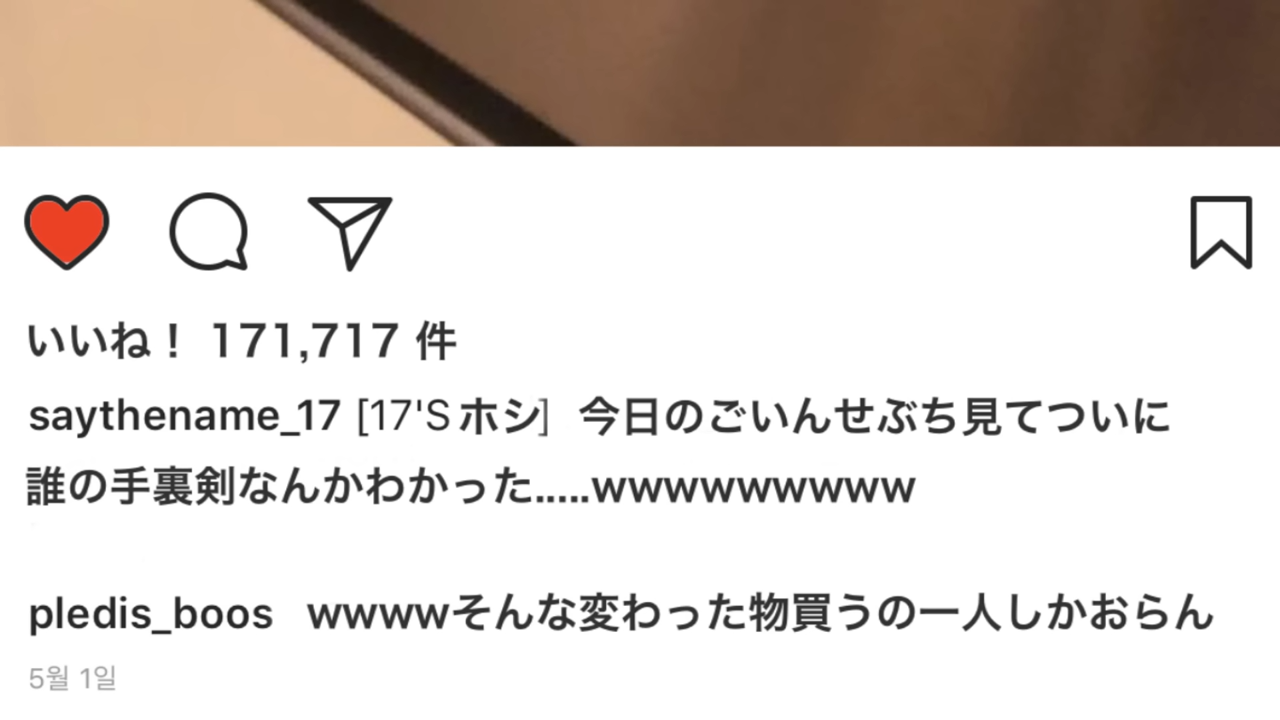 いいね！ 171,717 件
saythename_17 [17'S ホシ] 今日のごいんせぶち見てついに
誰の手裏剣なんかわかった.....wwwwwwwww
pledis_boos wwwwそんな変わった物買うの一人しかおらん
5월 1일